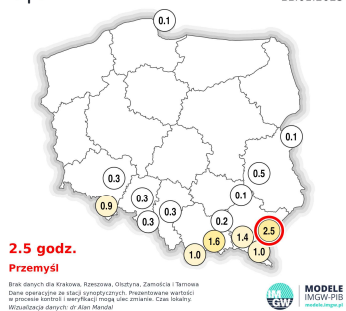 0.1
0.1
0.5
0.3
0.1
0.9
0.3
0.3
0.3
0.2
2.5
1.6
1.4
1.0
1.0
2.5 godz.
Przemyśl
Brak danych dla Krakowa, Rzeszowa, Olsztyna, Zamościa i Tarnowa
Dane operacyjne ze stacji synoptycznych. Prezentowane wartości
w procesie kontroli i weryfikacji mogą ulec zmianie. Czas lokalny.
Wizualizacja danych: dr Alan Mandal
IM
GW
MODELE
IMGW-PIB
modele.imgw.pl